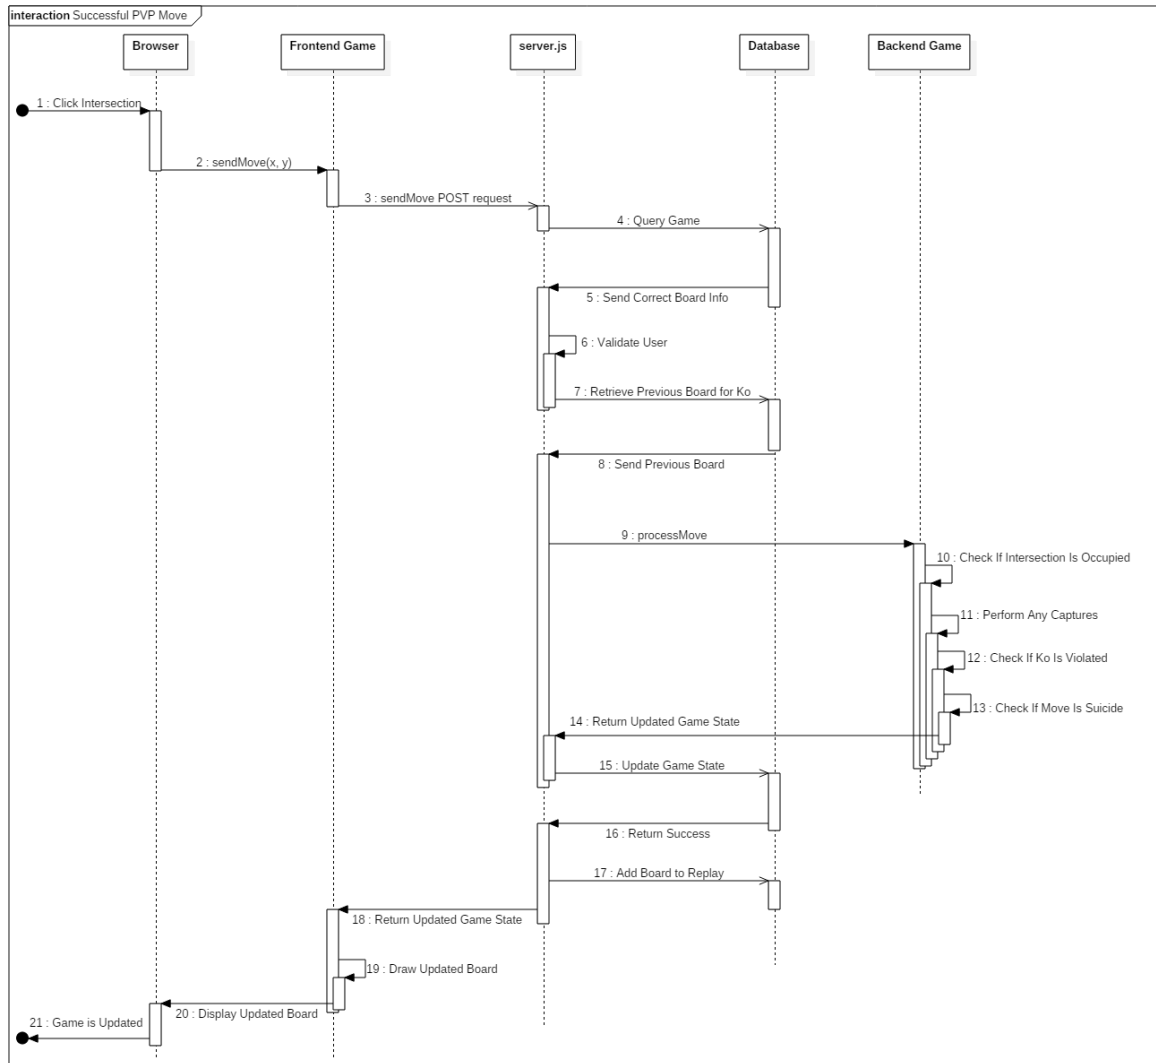 interaction Successful PVP Move
Browser
Frontend Game
server.js
Database
Backend Game
1 : Click Intersection
2 : sendMove(x, y)
3 : sendMove POST request
4 : Query Game
5 : Send Correct Board Info
6 : Validate User
7 : Retrieve Previous Board for Ko
8 : Send Previous Board
9 : processMove
10 : Check If Intersection Is Occupied
11 : Perform Any Captures
12 : Check If Ko Is Violated
13 : Check If Move Is Suicide
14 : Return Updated Game State
15 : Update Game State
16 : Return Success
17 : Add Board to Replay
18 : Return Updated Game State
19 : Draw Updated Board
20 : Display Updated Board
21 : Game is Updated